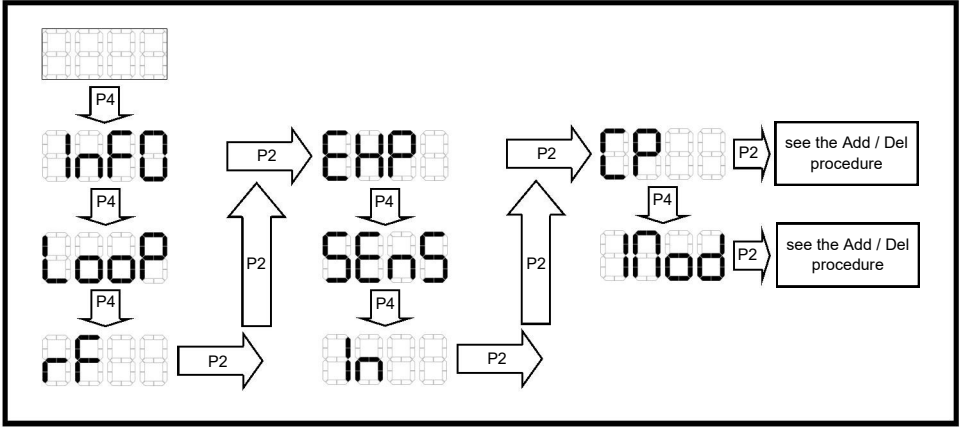 P4
InFO
P4
LooP
P4
rF
P2
P2
P2
EHP
P4
SEnS
P4
In
P2
P2
P2
CP
P2
see the Add / Del
procedure
P4
IMod
P2
see the Add / Del
procedure